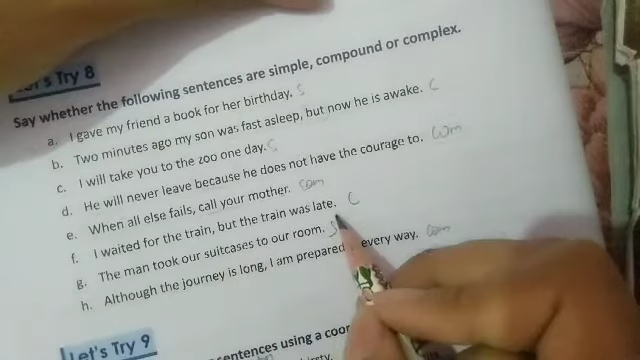 Let's Try 8
Say whether the following sentences are simple, compound or complex.
a. I gave my friend a book for her birthday. S
b. Two minutes ago my son was fast asleep, but now he is awake. C
c. I will take you to the zoo one day. S
d. He will never leave because he does not have the courage to. Com
e. When all else fails, call your mother. com
f. I waited for the train, but the train was late. C
g. The man took our suitcases to our room. S
h. Although the journey is long, I am prepared every way. Com
Let's Try 9
sentences using a coor